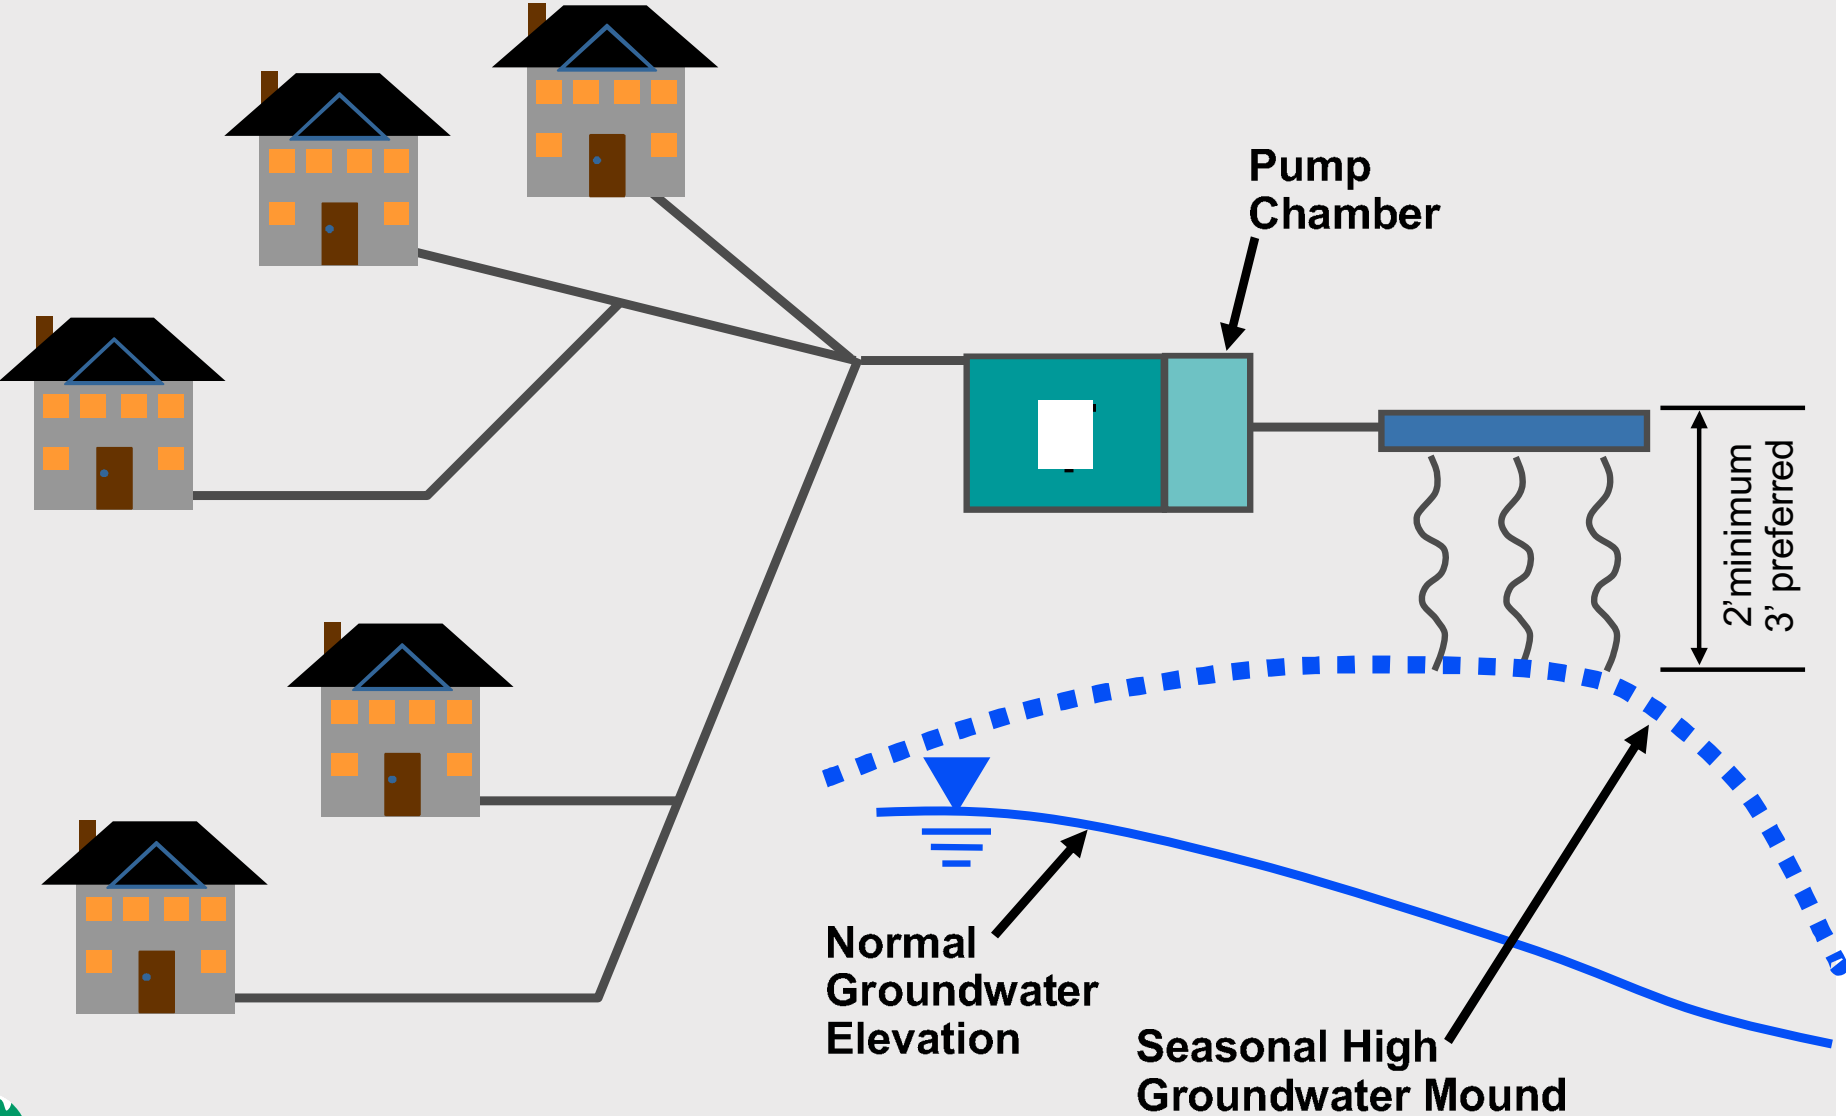 Pump
Chamber
2’minimum
3’ preferred
Normal
Groundwater
Elevation
Seasonal High
Groundwater Mound